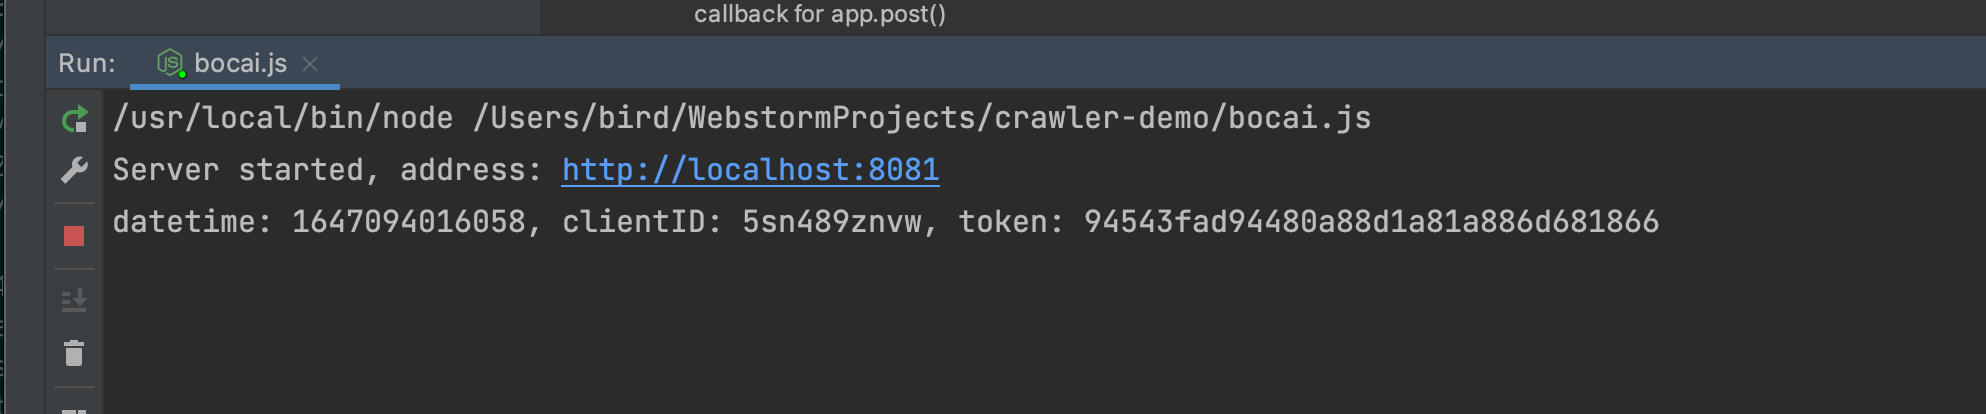 callback for app.post()
Run: JS bocai.js
/usr/local/bin/node /Users/bird/WebstormProjects/crawler-demo/bocai.js
Server started, address: http://localhost:8081
datetime: 1647094016058, clientID: 5sn489znvw, token: 94543fad94480a88d1a81a886d681866